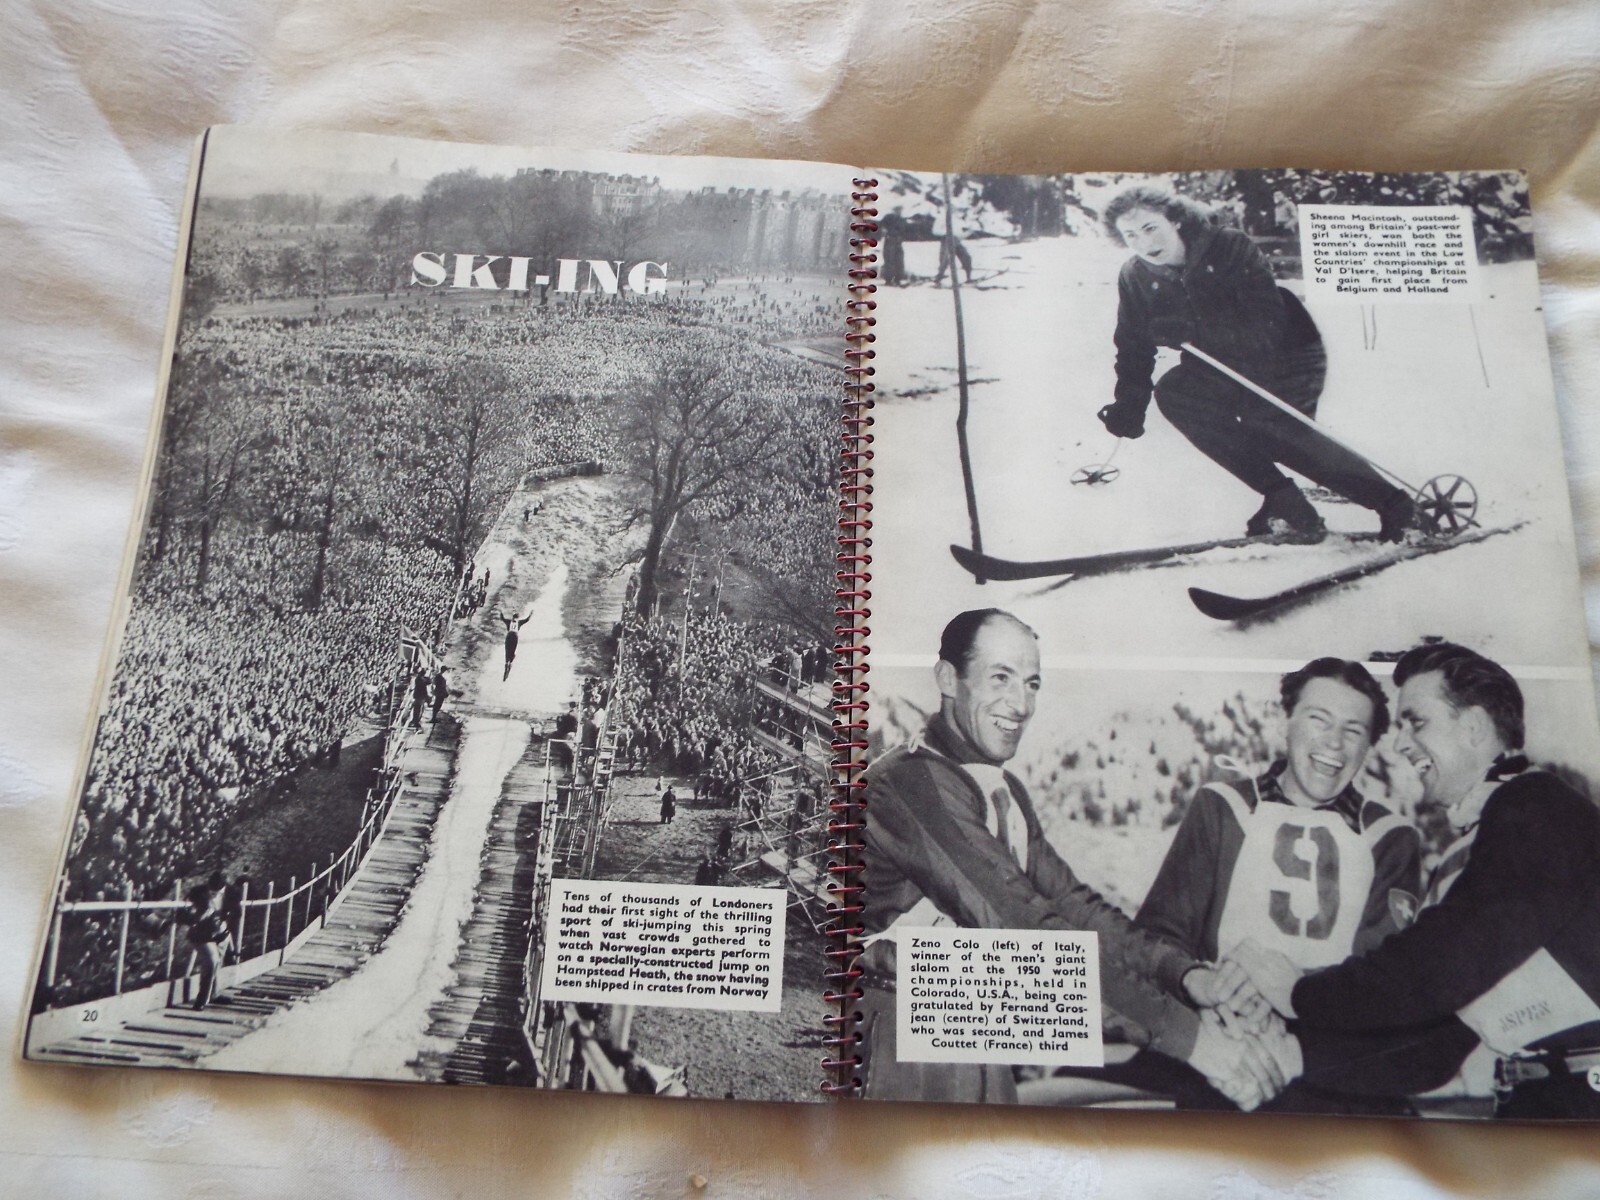 SKI-ING
Tens of thousands of Londoners
had their first sight of the thrilling
sport of ski-jumping this spring
when vast crowds gathered to
watch Norwegian experts perform
on a specially-constructed jump on
Hampstead Heath, the snow having
been shipped in crates from Norway
20
Sheena Macintosh, outstand-
ing among Britain's post-war
girl skiers, won both the
women's downhill race and
the slalom event in the Low
Countries' championships at
Val D'Isere, helping Britain
to gain first place from
Belgium and Holland
9
Zeno Colo (left) of Italy,
winner of the men's giant
slalom at the 1950 world
championships, held in
Colorado, U.S.A., being con-
gratulated by Fernand Gros-
jean (centre) of Switzerland,
who was second, and James
Couttet (France) third
ASPEN